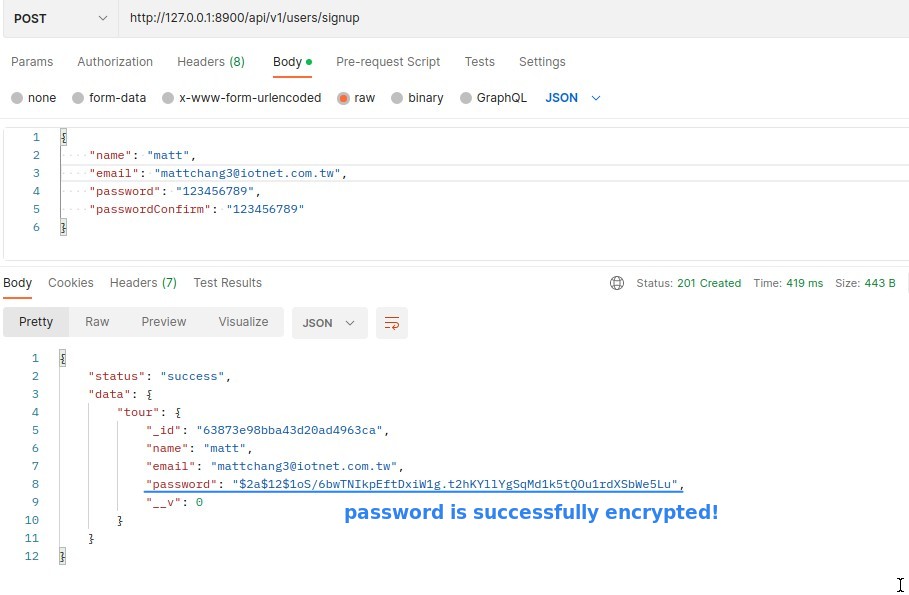 POST http://127.0.0.1:8900/api/v1/users/signup
Params Authorization Headers (8) Body Pre-request Script Tests Settings
none form-data x-www-form-urlencoded raw binary GraphQL JSON
1 {
2 "name": "matt",
3 "email": "mattchang3@iotnet.com.tw",
4 "password": "123456789",
5 "passwordConfirm": "123456789"
6 }
Body Cookies Headers (7) Test Results Status: 201 Created Time: 419 ms Size: 443 B
Pretty Raw Preview Visualize JSON
1 {
2 "status": "success",
3 "data": {
4 "tour": {
5 "_id": "63873e98bba43d20ad4963ca",
6 "name": "matt",
7 "email": "mattchang3@iotnet.com.tw",
8 "password": "$2a$12$1oS/6bwTNIkpEftDxiW1g.t2hKYllYgSqMd1k5tQOu1rdXSbWe5Lu",
9 "__v": 0
password is successfully encrypted!
10 }
11 }
12 }